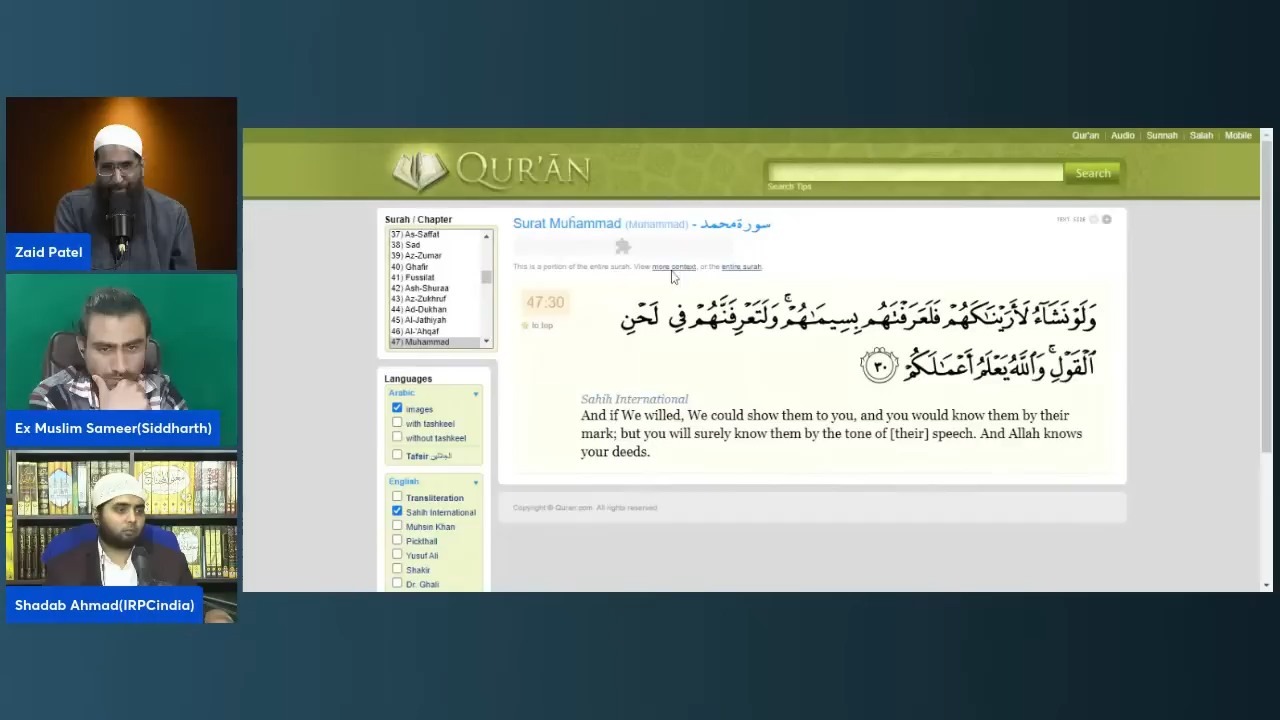 Zaid Patel
Ex Muslim Sameer(Siddharth)
Shadab Ahmad(IRPCindia)
Qur'an | Audio | Sunnah | Salah | Mobile
QUR'ĀN
Search
Search Tips
Surah / Chapter
37) As-Saffat
38) Sad
39) Az-Zumar
40) Ghafir
41) Fussilat
42) Ash-Shuraa
43) Az-Zukhruf
44) Ad-Dukhan
45) Al-Jathiyah
46) Al-'Ahqaf
47) Muhammad
Languages
Arabic
images
with tashkeel
without tashkeel
Tafsir الجلالين
English
Transliteration
Sahih International
Muhsin Khan
Pickthall
Yusuf Ali
Shakir
Dr. Ghali
Surat Muĥammad (Muhammad) - سورة محمد
TEXT SIZE
This is a portion of the entire surah. View more context, or the entire surah.
47:30
to top
وَلَوْ نَشَآءُ لَأَرَيْنَـٰكَهُمْ فَلَعَرَفْتَهُم بِسِيمَـٰهُمْ ۚ وَلَتَعْرِفَنَّهُمْ فِى لَحْنِ
ٱلْقَوْلِ ۚ وَٱللَّهُ يَعْلَمُ أَعْمَـٰلَكُمْ ٣٠
Sahih International
And if We willed, We could show them to you, and you would know them by their
mark; but you will surely know them by the tone of [their] speech. And Allah knows
your deeds.
Copyright © Quran.com. All rights reserved.